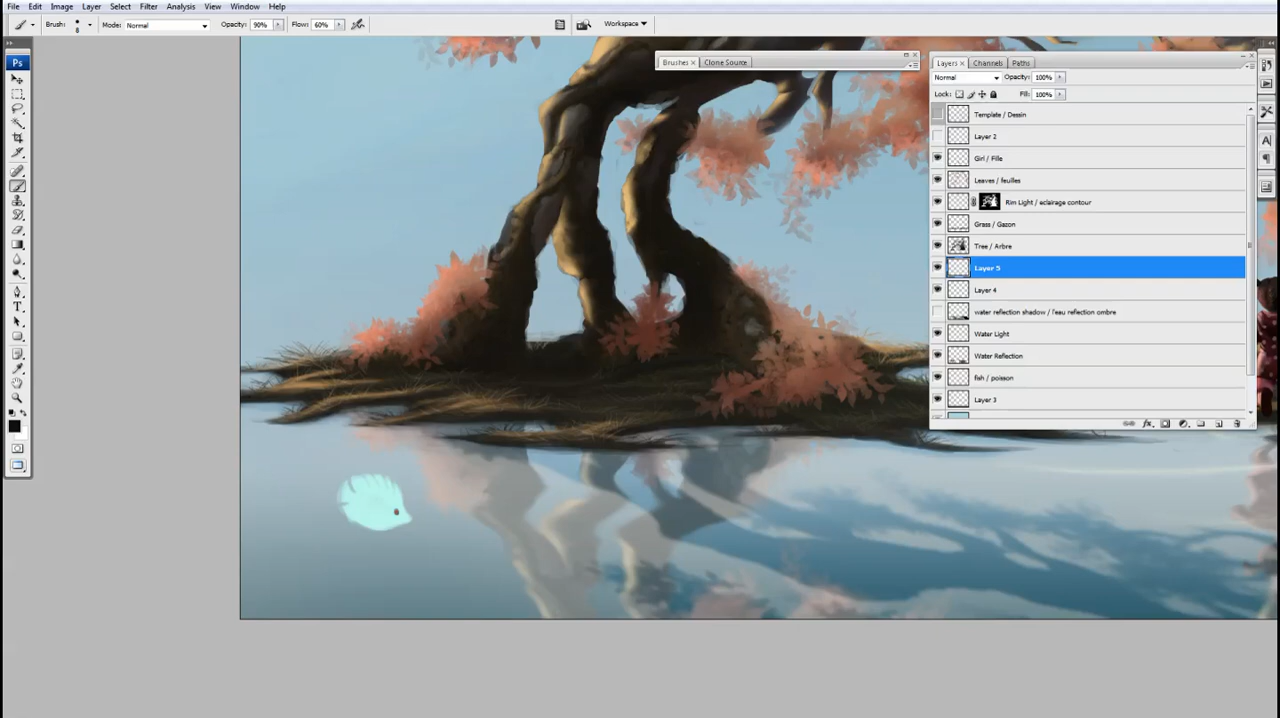 File Edit Image Layer Select Filter Analysis View Window Help
Brush: 8 Mode: Normal Opacity: 90% Flow: 60% Workspace
Ps
Brushes x Clone Source
Layers x Channels Paths
Normal Opacity: 100%
Lock: Fill: 100%
Template / Dessin
Layer 2
Girl / Fille
Leaves / feuilles
Rim Light / eclairage contour
Grass / Gazon
Tree / Arbre
Layer 5
Layer 4
water reflection shadow / l'eau reflection ombre
Water Light
Water Reflection
fish / poisson
Layer 3